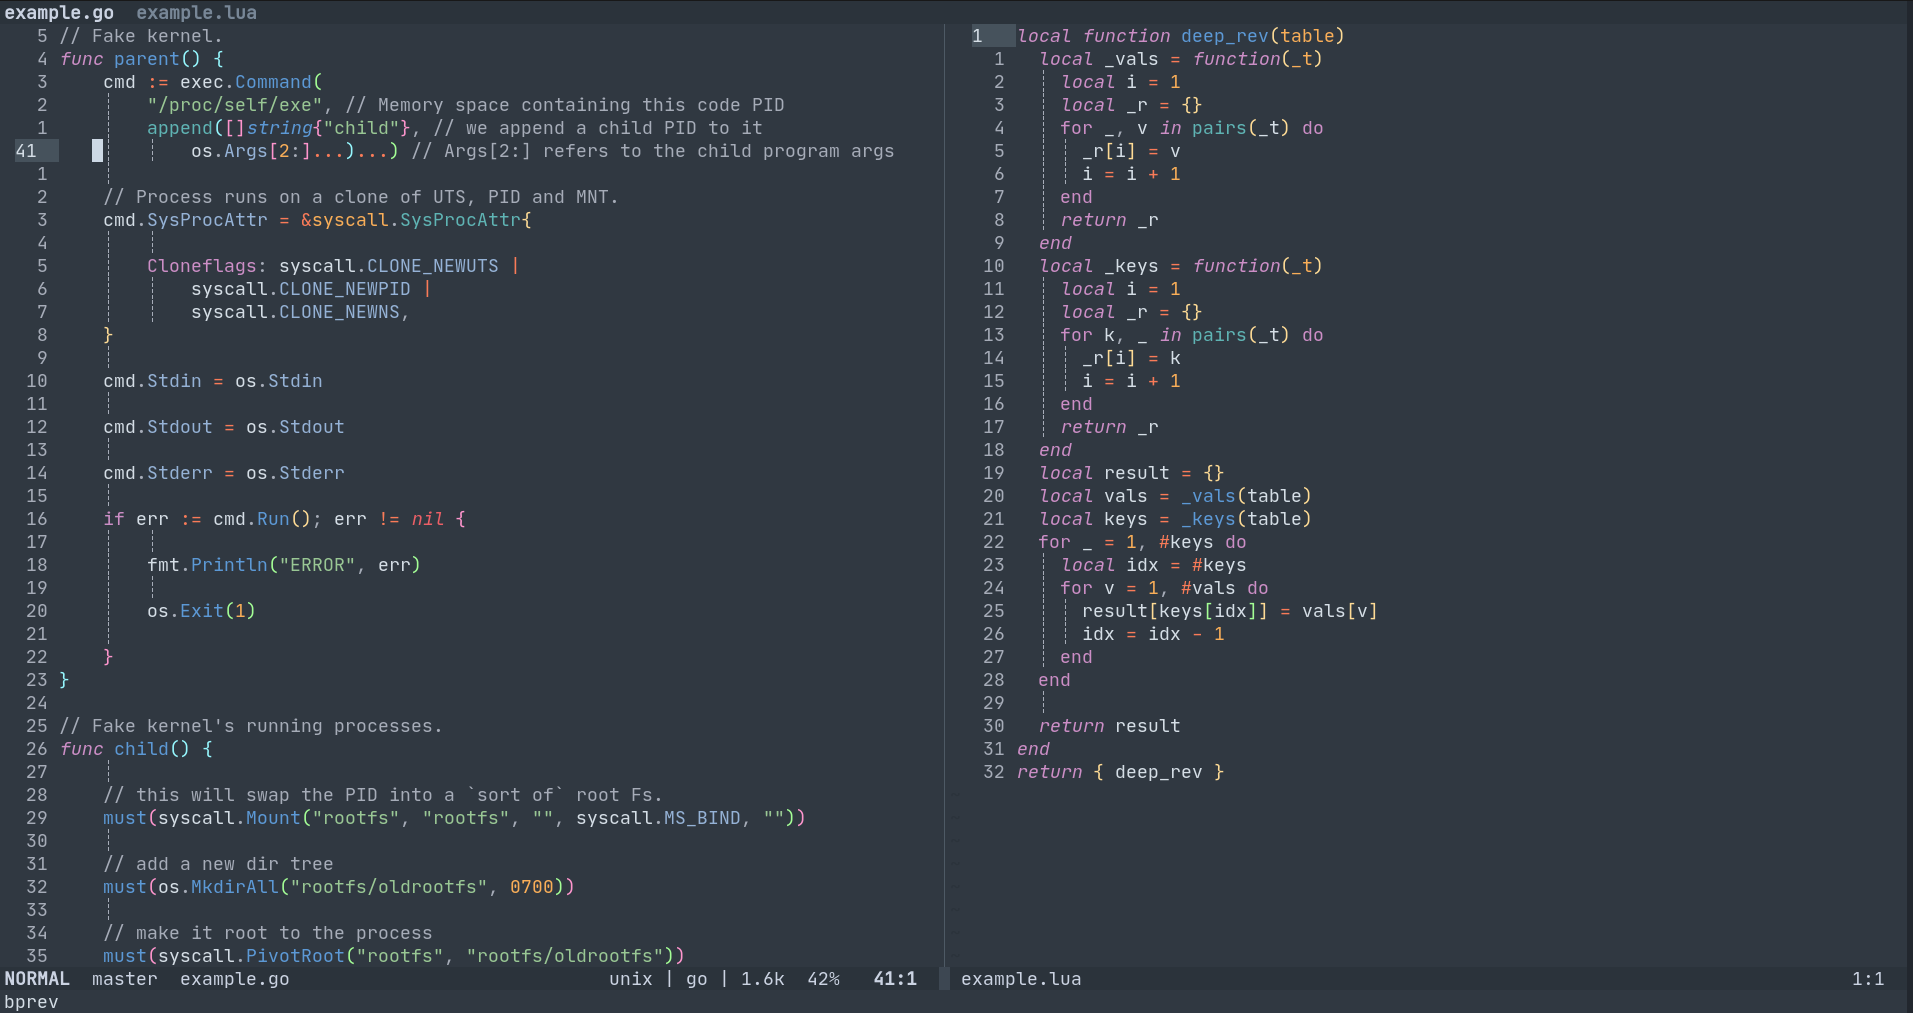 example.go  example.lua
5 // Fake kernel.
4 func parent() {
3     cmd := exec.Command(
2         "/proc/self/exe", // Memory space containing this code PID
1         append([]string{"child"}, // we append a child PID to it
41            os.Args[2:]...)...) // Args[2:] refers to the child program args
1
2     // Process runs on a clone of UTS, PID and MNT.
3     cmd.SysProcAttr = &syscall.SysProcAttr{
4
5         Cloneflags: syscall.CLONE_NEWUTS |
6             syscall.CLONE_NEWPID |
7             syscall.CLONE_NEWNS,
8     }
9
10    cmd.Stdin = os.Stdin
11
12    cmd.Stdout = os.Stdout
13
14    cmd.Stderr = os.Stderr
15
16    if err := cmd.Run(); err != nil {
17
18        fmt.Println("ERROR", err)
19
20        os.Exit(1)
21
22    }
23 }
24
25 // Fake kernel's running processes.
26 func child() {
27
28    // this will swap the PID into a `sort of` root Fs.
29    must(syscall.Mount("rootfs", "rootfs", "", syscall.MS_BIND, ""))
30
31    // add a new dir tree
32    must(os.MkdirAll("rootfs/oldrootfs", 0700))
33
34    // make it root to the process
35    must(syscall.PivotRoot("rootfs", "rootfs/oldrootfs"))
1 local function deep_rev(table)
1   local _vals = function(_t)
2     local i = 1
3     local _r = {}
4     for _, v in pairs(_t) do
5       _r[i] = v
6       i = i + 1
7     end
8     return _r
9   end
10  local _keys = function(_t)
11    local i = 1
12    local _r = {}
13    for k, _ in pairs(_t) do
14      _r[i] = k
15      i = i + 1
16    end
17    return _r
18  end
19  local result = {}
20  local vals = _vals(table)
21  local keys = _keys(table)
22  for _ = 1, #keys do
23    local idx = #keys
24    for v = 1, #vals do
25      result[keys[idx]] = vals[v]
26      idx = idx - 1
27    end
28  end
29
30  return result
31 end
32 return { deep_rev }
NORMAL  master  example.go  unix | go | 1.6k  42%  41:1  example.lua  1:1
bprev